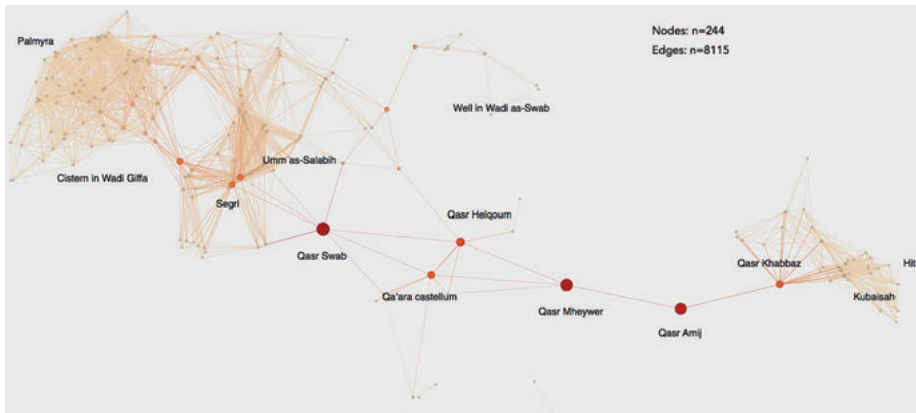 Nodes: n=244
Edges: n=8115
Palmyra
Well in Wadi as-Swab
Umm as-Salabih
Cistern in Wadi Giffa
Segri
Qasr Helqoum
Qasr Swab
Qasr Khabbaz
Hit
Qa'ara castellum
Kubaisah
Qasr Mheywer
Qasr Amij